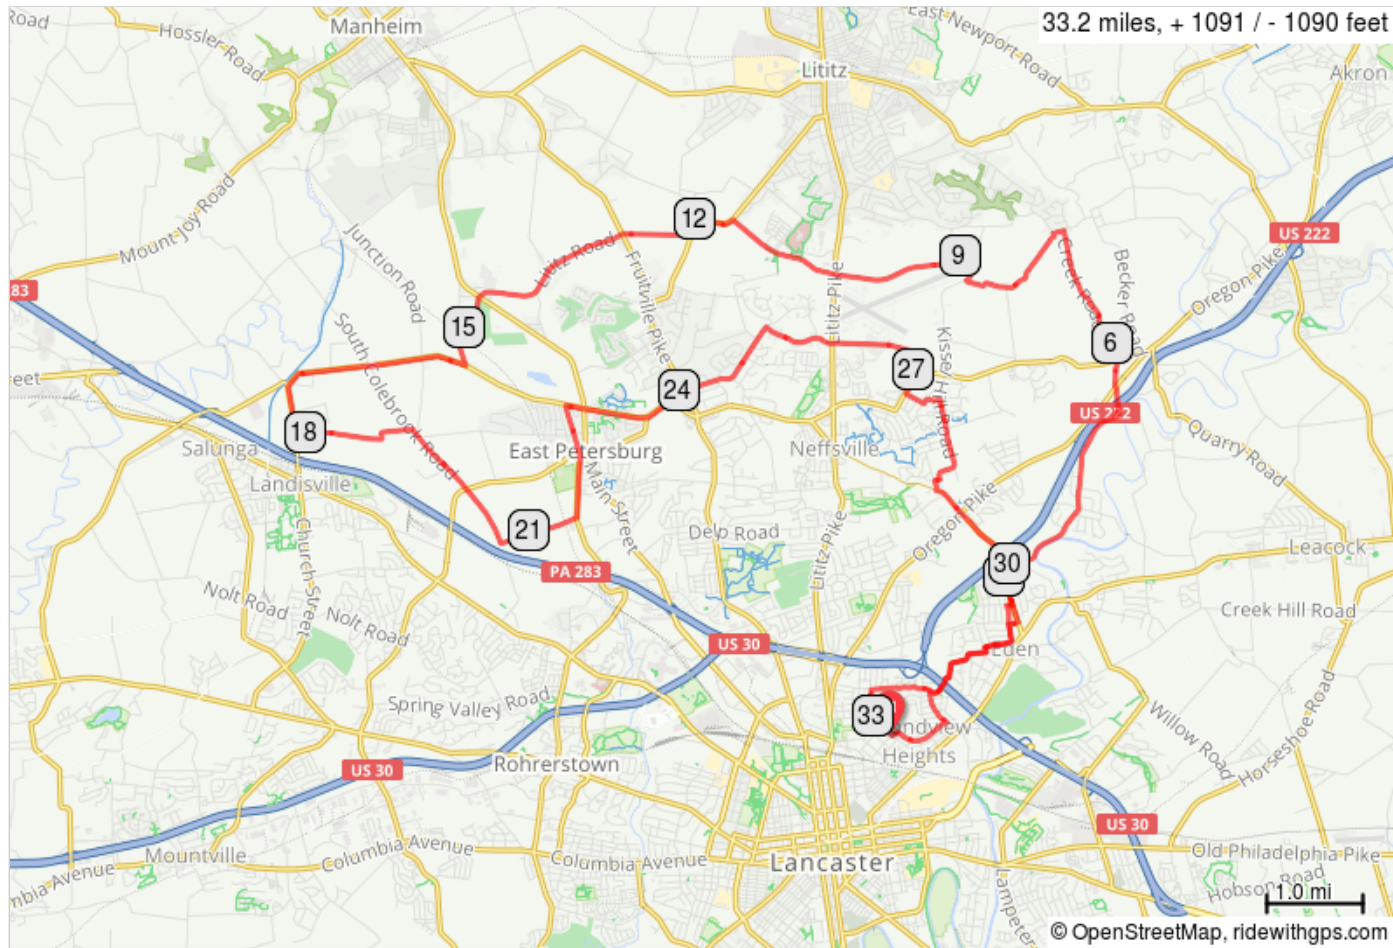 33.2 miles, + 1091 / - 1090 feet
Road
Hossler Road
Manheim
East Newport Road
Lititz
Akron
Mount Joy Road
Junction Road
Lititz Road
12
Fruitville Pike
Lititz Pike
9
Creek Road
Becker Road
US 222
Oregon Pike
83
15
South Colebrook Road
6
27
Kissel Hill Road
24
US 222
eet
18
Salunga
Landisville
East Petersburg
Neffsville
Quarry Road
Main Street
21
Delp Road
Lititz Pike
Oregon Pike
30
Leacock
PA 283
Church Street
Nolt Road
Nolt Road
Creek Hill Road
US 30
Eden
Spring Valley Road
33
ndview
Heights
Willow Road
Horseshoe Road
US 30
Rohrerstown
US 30
Mountville
Columbia Avenue
Columbia Avenue
Lancaster
Old Philadelphia Pike
mbia Avenue
Lampeter
Hobson Road
1.0 mi
© OpenStreetMap, ridewithgps.com